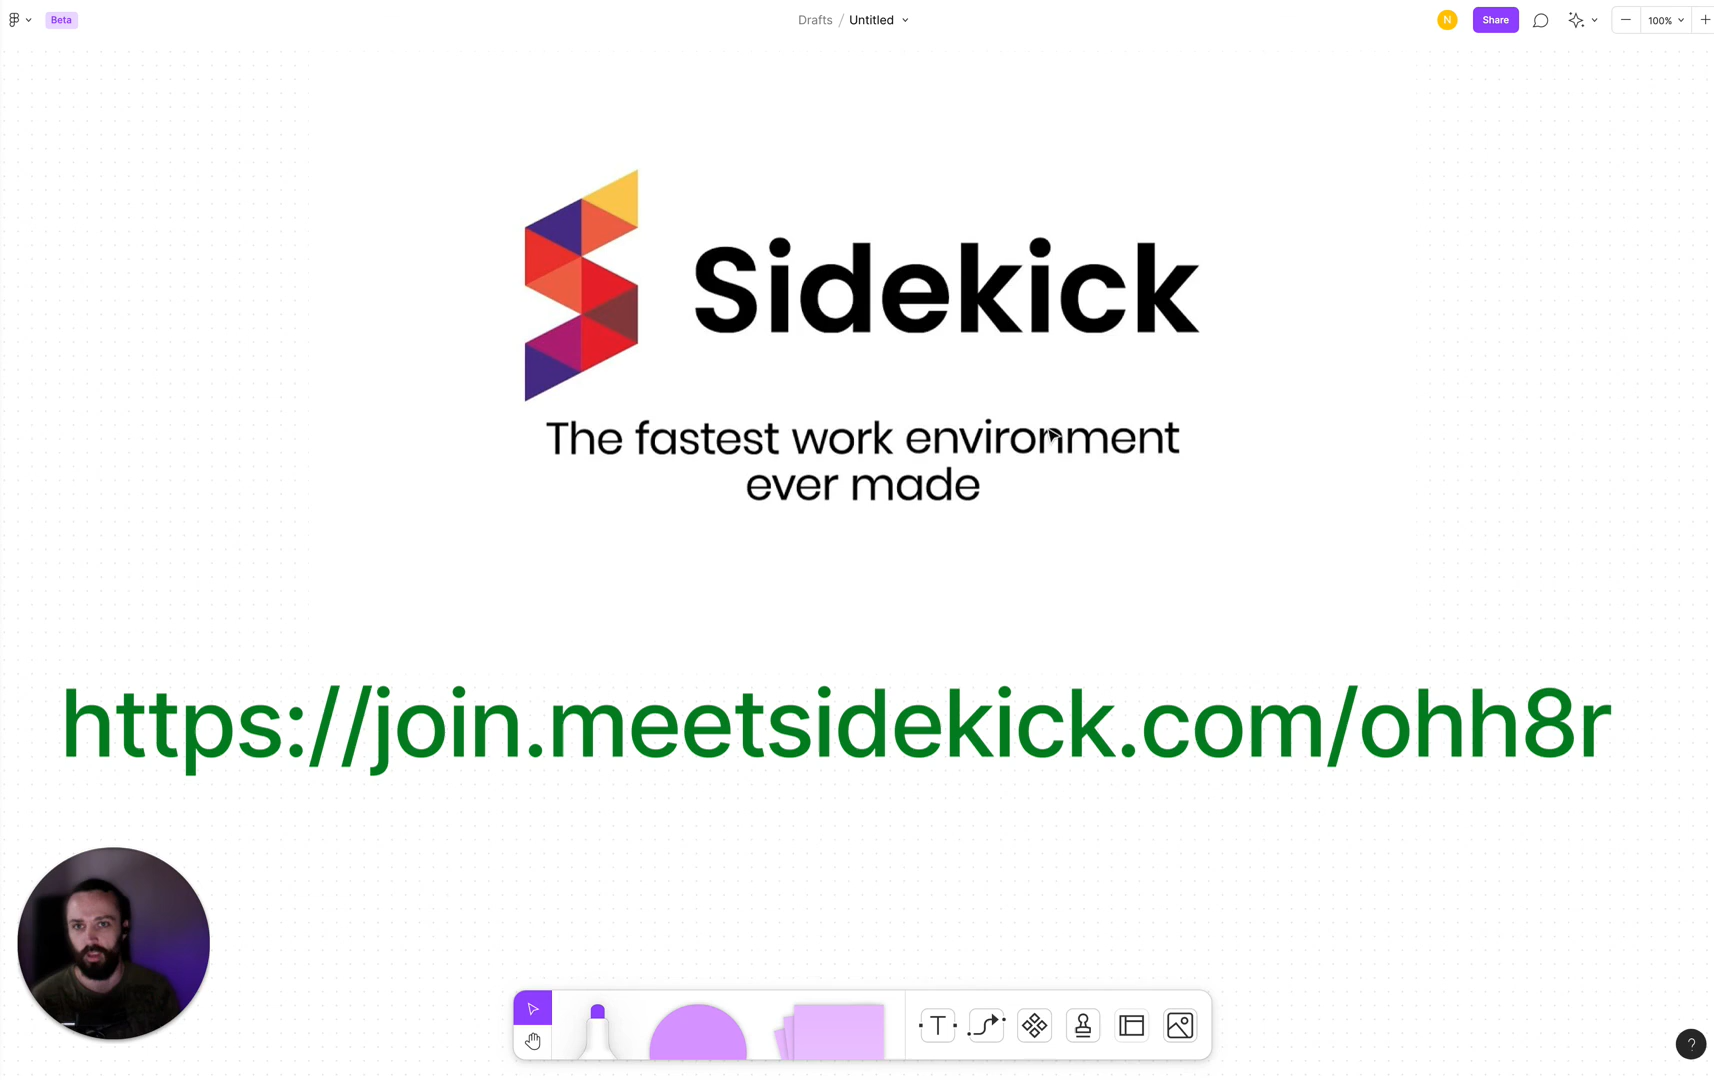 Beta
Drafts / Untitled
N
Share
100%
Sidekick
The fastest work environment
ever made
https://join.meetsidekick.com/ohh8r
T
?